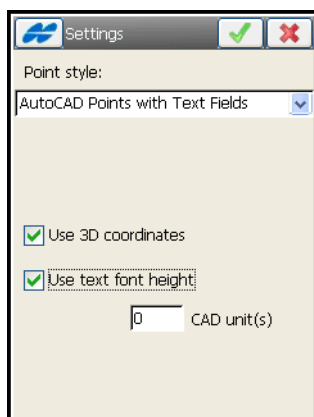 Settings
Point style:
AutoCAD Points with Text Fields
Use 3D coordinates
Use text font height
0 CAD unit(s)